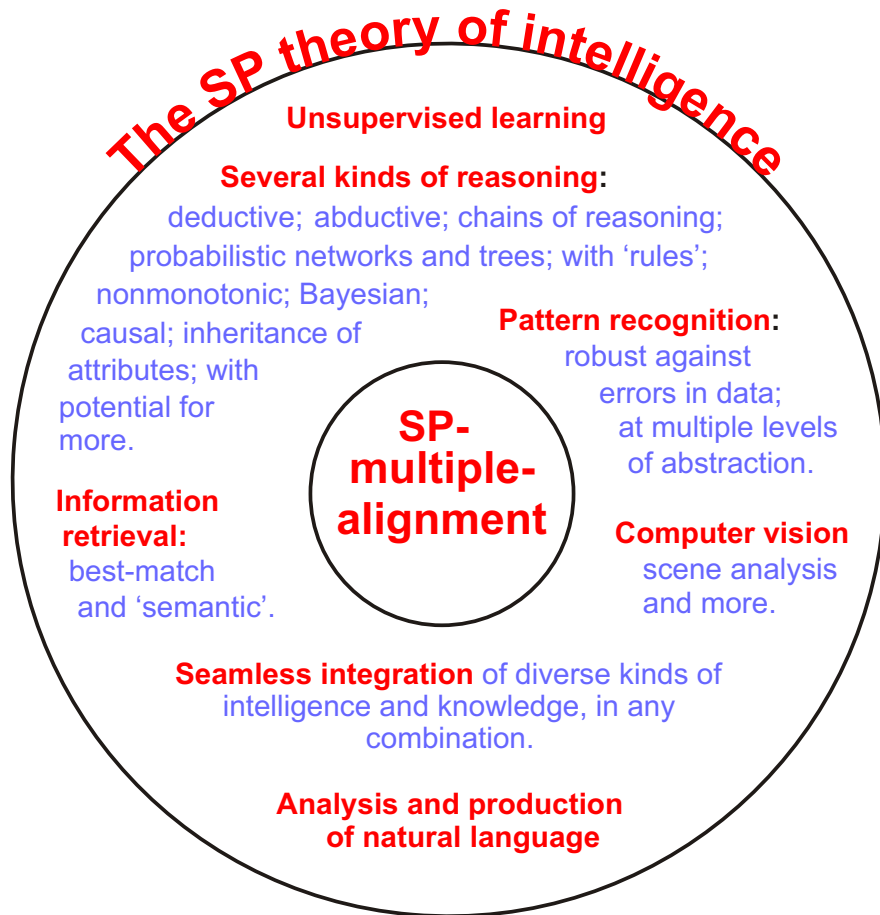 The SP theory of intelligence
Unsupervised learning
Several kinds of reasoning:
deductive; abductive; chains of reasoning;
probabilistic networks and trees; with ‘rules’;
nonmonotonic; Bayesian;
causal; inheritance of
attributes; with
potential for
more.
Pattern recognition:
robust against
errors in data;
at multiple levels
of abstraction.
SP-
multiple-
alignment
Information
retrieval:
best-match
and ‘semantic’.
Computer vision
scene analysis
and more.
Seamless integration of diverse kinds of
intelligence and knowledge, in any
combination.
Analysis and production
of natural language